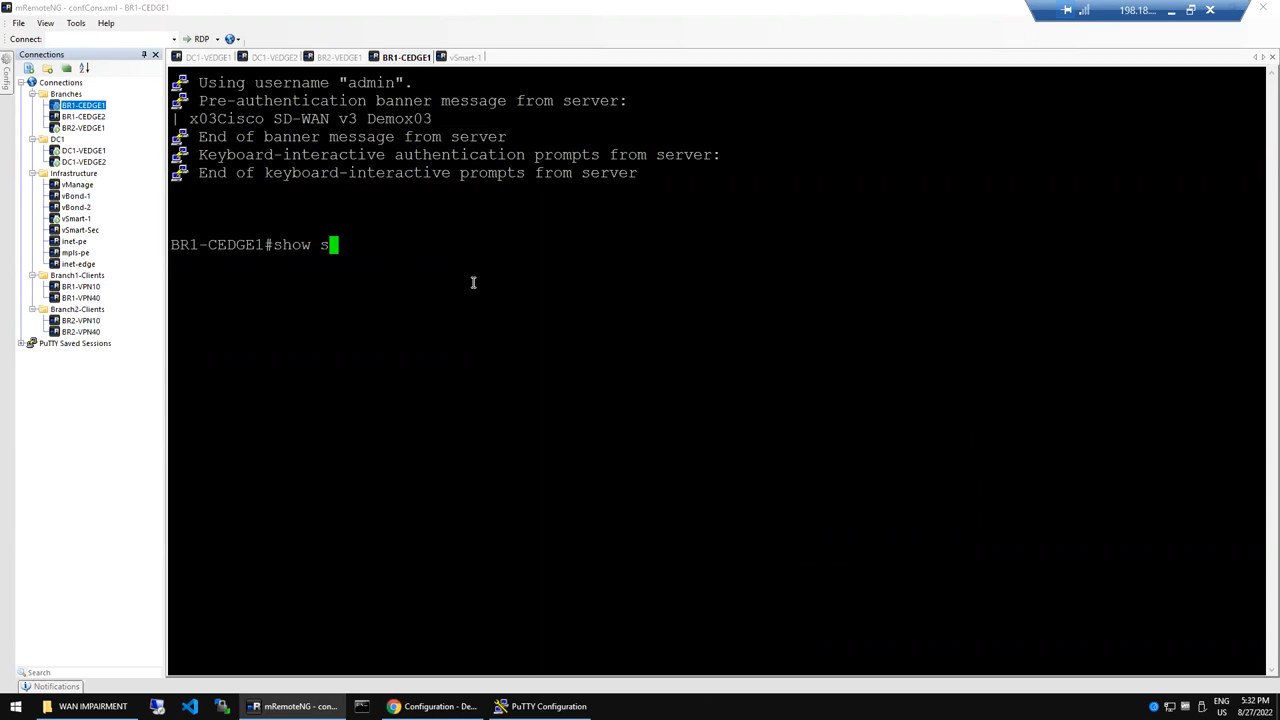 mRemoteNG - confCons.xml - BR1-CEDGE1
198.18....
File View Tools Help
Connect: RDP
Connections
Config
DC1-VEDGE1 DC1-VEDGE2 BR2-VEDGE1 BR1-CEDGE1 vSmart-1
Connections
Branches
BR1-CEDGE1
BR1-CEDGE2
BR2-VEDGE1
DC1
DC1-VEDGE1
DC1-VEDGE2
Infrastructure
vManage
vBond-1
vBond-2
vSmart-1
vSmart-Sec
inet-pe
mpls-pe
inet-edge
Branch1-Clients
BR1-VPN10
BR1-VPN40
Branch2-Clients
BR2-VPN10
BR2-VPN40
PuTTY Saved Sessions
Using username "admin".
Pre-authentication banner message from server:
| x03Cisco SD-WAN v3 Demox03
End of banner message from server
Keyboard-interactive authentication prompts from server:
End of keyboard-interactive prompts from server
BR1-CEDGE1#show s
Search
Notifications
WAN IMPAIRMENT
mRemoteNG - con...
Configuration - De...
PuTTY Configuration
ENG
US
5:32 PM
8/27/2022